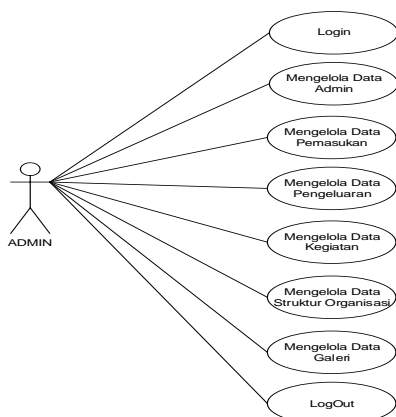 Login
Mengelola Data
Admin
Mengelola Data
Pemasukan
Mengelola Data
Pengeluaran
ADMIN
Mengelola Data
Kegiatan
Mengelola Data
Struktur Organisasi
Mengelola Data
Galeri
LogOut